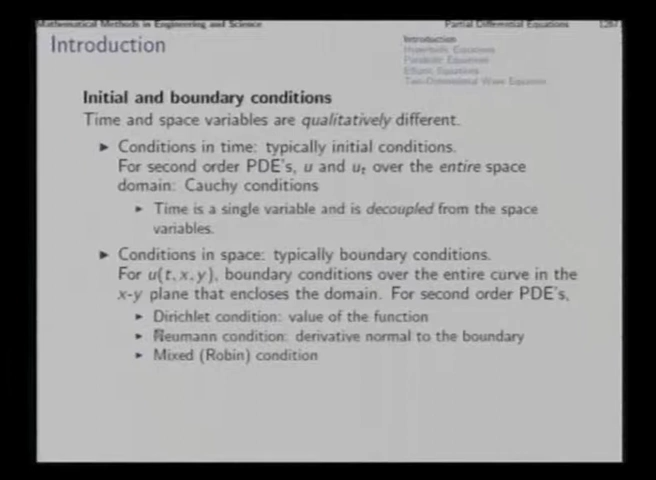 Mathematical Methods in Engineering and Science
Partial Differential Equations
Introduction
Introduction
Hyperbolic Equations
Parabolic Equations
Elliptic Equations
Two-Dimensional Wave Equation
Initial and boundary conditions
Time and space variables are qualitatively different.
► Conditions in time: typically initial conditions.
For second order PDE's, u and uₜ over the entire space
domain: Cauchy conditions
► Time is a single variable and is decoupled from the space
variables.
► Conditions in space: typically boundary conditions.
For u(t, x, y), boundary conditions over the entire curve in the
x-y plane that encloses the domain. For second order PDE's,
► Dirichlet condition: value of the function
► Neumann condition: derivative normal to the boundary
► Mixed (Robin) condition